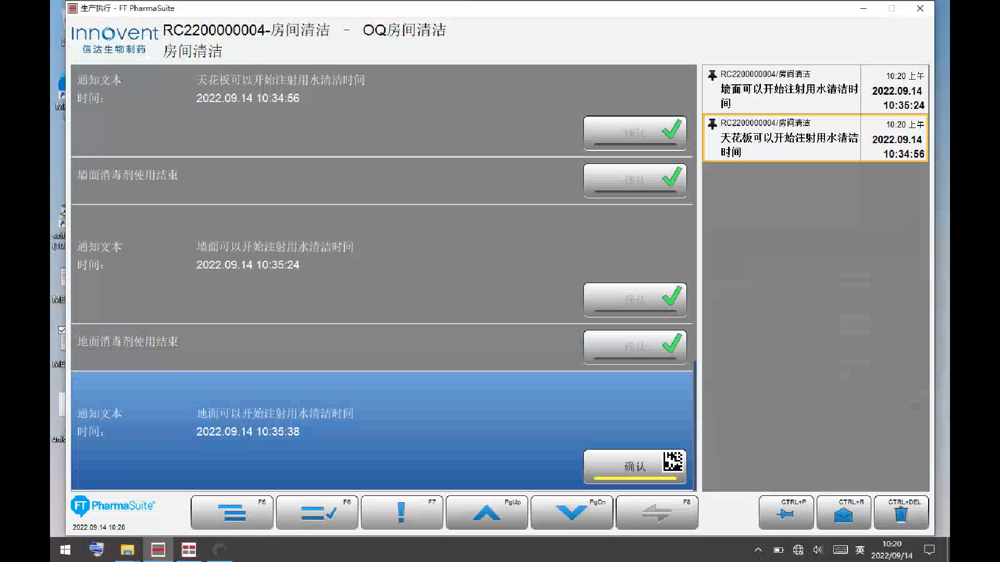 生产执行 - FT PharmaSuite
Innovent
信达生物制药
RC2200000004-房间清洁 - OQ房间清洁
房间清洁
通知文本 天花板可以开始注射用水清洁时间
时间: 2022.09.14 10:34:56
确认
墙面消毒剂使用结束
确认
通知文本 墙面可以开始注射用水清洁时间
时间: 2022.09.14 10:35:24
确认
地面消毒剂使用结束
确认
通知文本 地面可以开始注射用水清洁时间
时间: 2022.09.14 10:35:38
确认
RC2200000004/房间清洁
墙面可以开始注射用水清洁时
间
10:20 上午
2022.09.14
10:35:24
RC2200000004/房间清洁
天花板可以开始注射用水清洁
时间
10:20 上午
2022.09.14
10:34:56
FT PharmaSuite
2022.09.14 10:20
F5
F6
F7
PgUp
PgDn
F8
CTRL+P
CTRL+R
CTRL+DEL
szit
(10.
ME
ME
英
10:20
2022/09/14